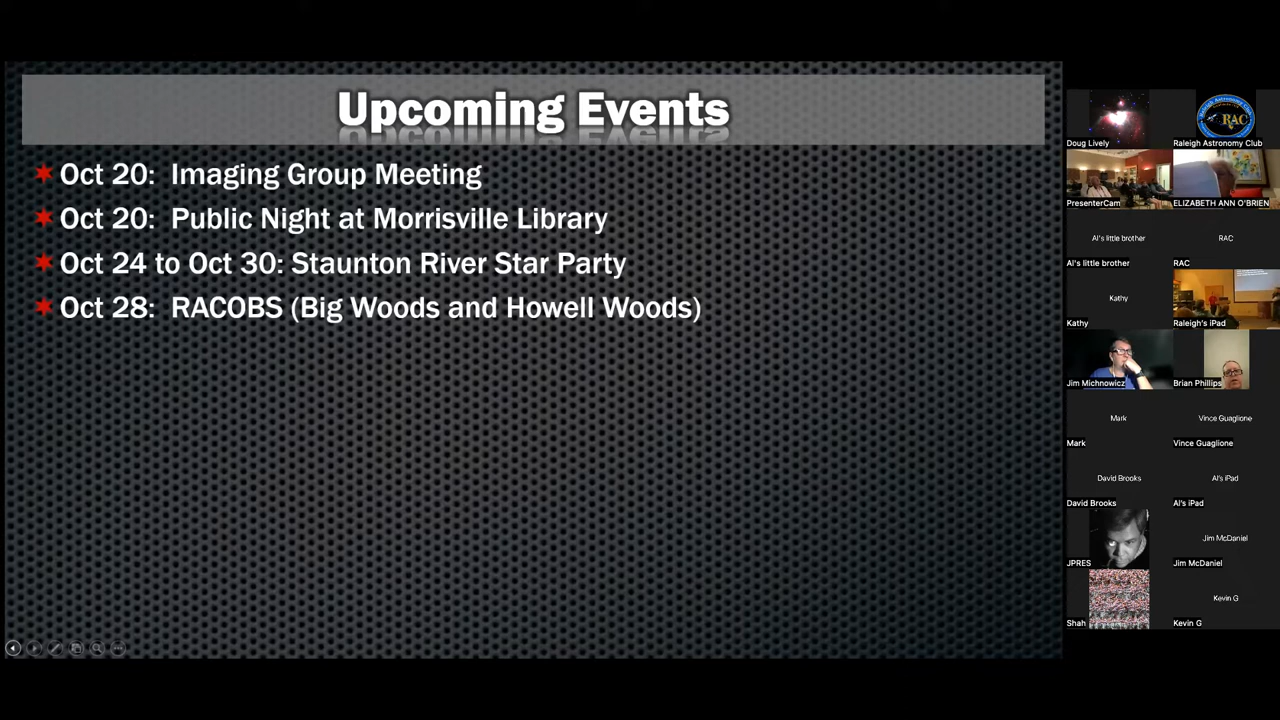 Upcoming Events
Oct 20: Imaging Group Meeting
Oct 20: Public Night at Morrisville Library
Oct 24 to Oct 30: Staunton River Star Party
Oct 28: RACOBS (Big Woods and Howell Woods)
Doug Lively
RAC
Raleigh Astronomy Club
PresenterCam
ELIZABETH ANN O'BRIEN
Al's little brother
RAC
Al's little brother
RAC
Kathy
Kathy
Raleigh's iPad
Jim Michnowicz
Brian Phillips
Mark
Vince Guaglione
Mark
Vince Guaglione
David Brooks
Al's iPad
David Brooks
Al's iPad
Jim McDaniel
JPRES
Jim McDaniel
Kevin G
Shah
Kevin G